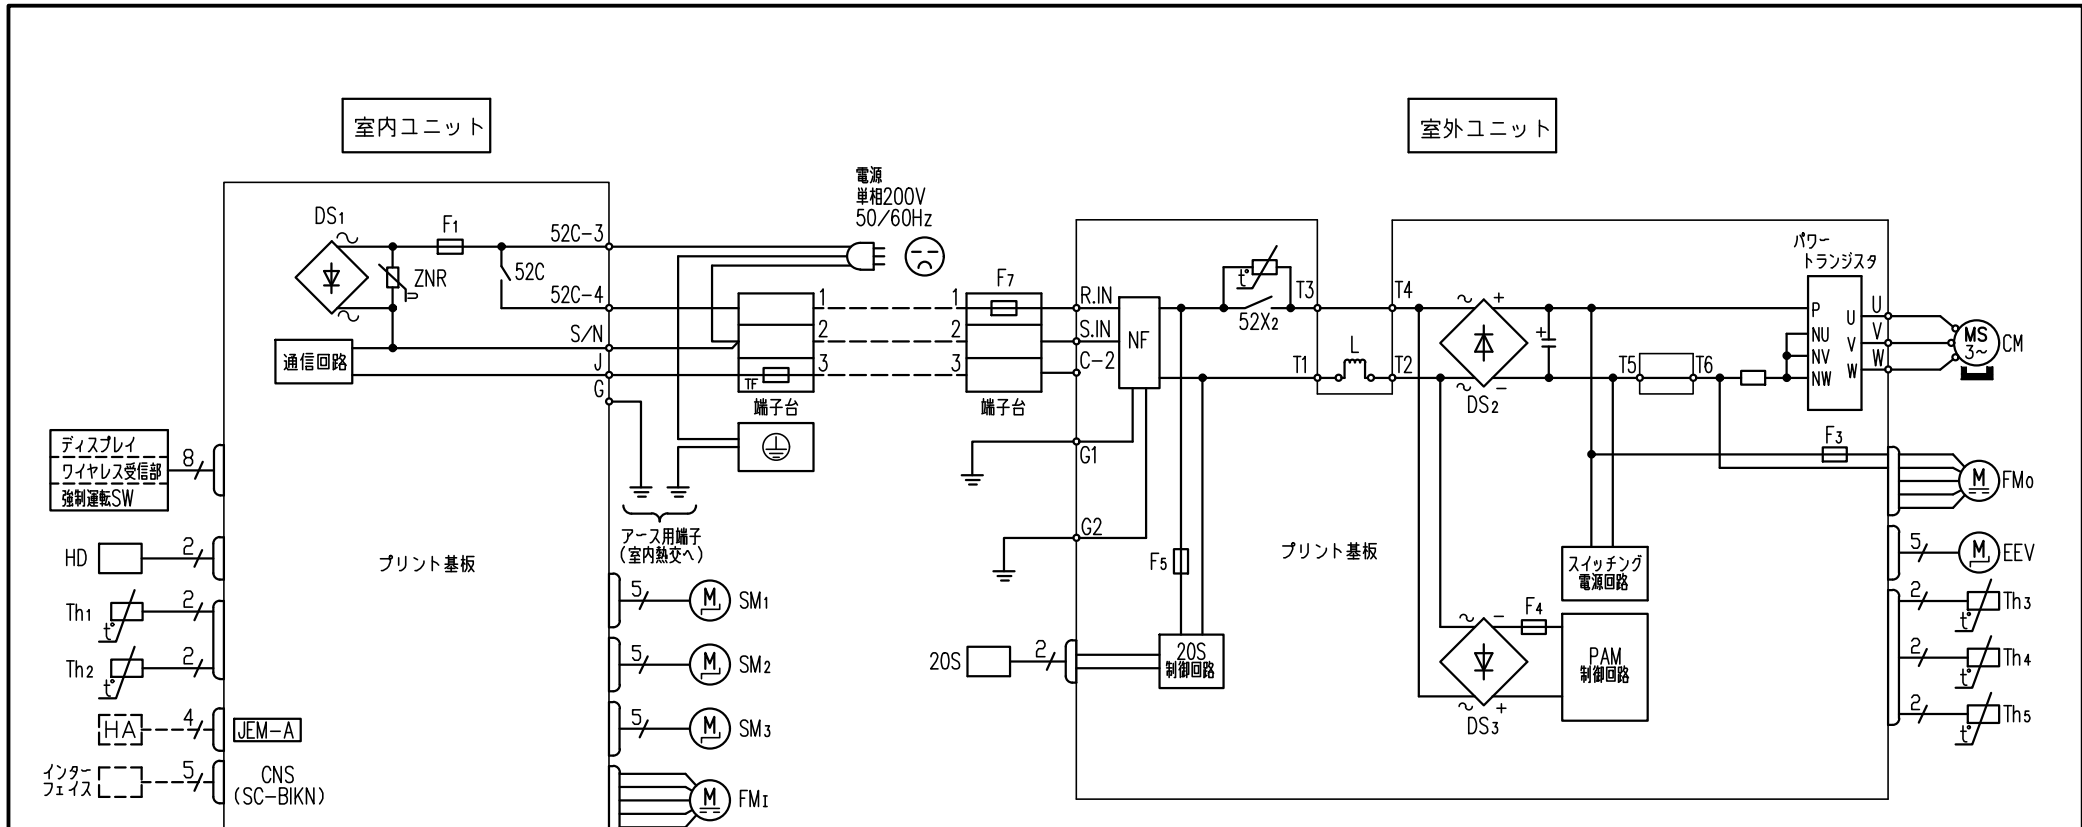 室内ユニット
室外ユニット
電源
単相200V
50/60Hz
DS1
F1
52C-3
52C
ZNR
52C-4
S/N
通信回路
J
G
TF
1
2
3
端子台
1
2
3
F7
端子台
アース用端子
(室内熱交へ)
ディスプレイ
ワイヤレス受信部
強制運転SW
8
HD
2
Th1
2
t°
Th2
2
t°
HA
4
JEM-A
インター
フェイス
5
CNS
(SC-BIKN)
プリント基板
5
M
SM1
5
M
SM2
5
M
SM3
M
FMI
R.IN
S.IN
C-2
NF
G1
G2
t°
52X2
T3
T4
T1
L
T2
F5
20S
2
20S
制御回路
プリント基板
DS2
T5
T6
パワー
トランジスタ
P
NU
NV
NW
U
V
W
U
V
W
MS
3~
CM
F3
M
FMo
スイッチング
電源回路
F4
PAM
制御回路
DS3
5
M
EEV
2
t°
Th3
2
t°
Th4
2
t°
Th5